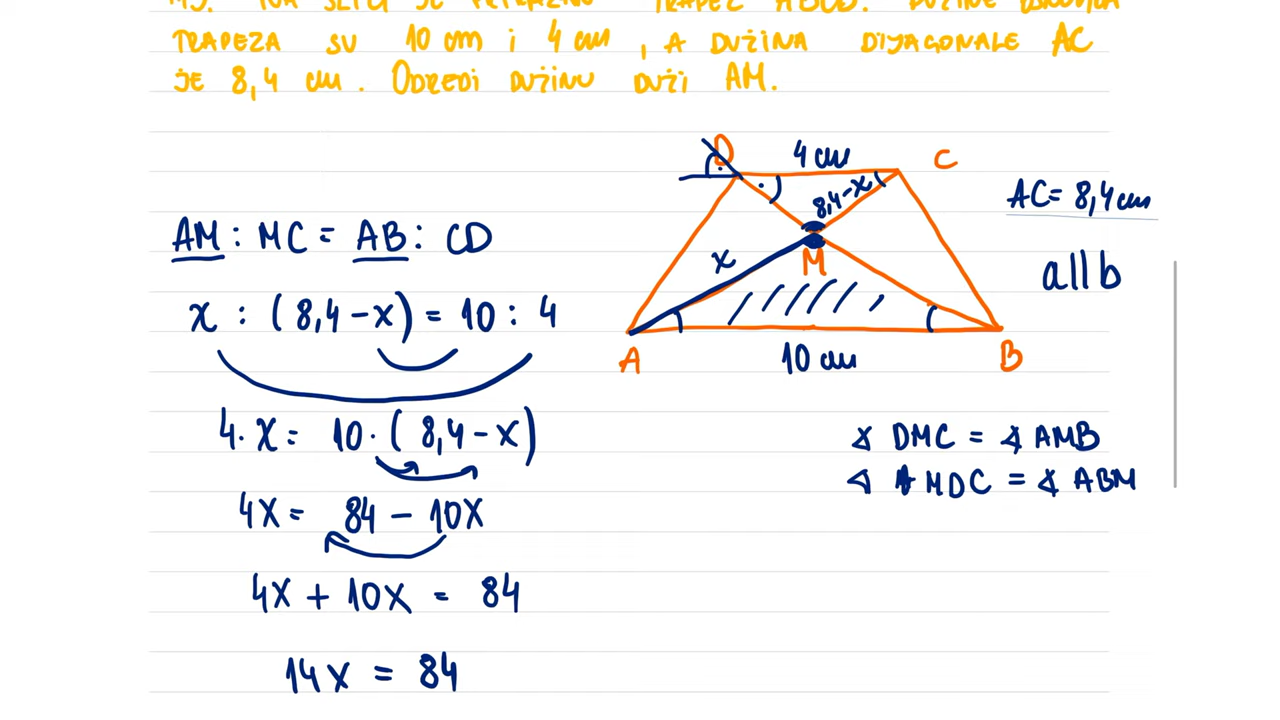 TRAPEZA SU 10 cm i 4 cm, A DUŽINA DIJAGONALE AC
JE 8,4 cm. ODREDI DUŽINU DUŽI AM.
D
4 cm
C
8,4-x
AC= 8,4 cm
AM : MC = AB : CD
x
M
allb
x : (8,4-x) = 10 : 4
A
10 cm
B
4·x = 10·(8,4-x)
∢ DMC = ∢ AMB
∢ MDC = ∢ ABM
4x = 84 - 10x
4x + 10x = 84
14x = 84